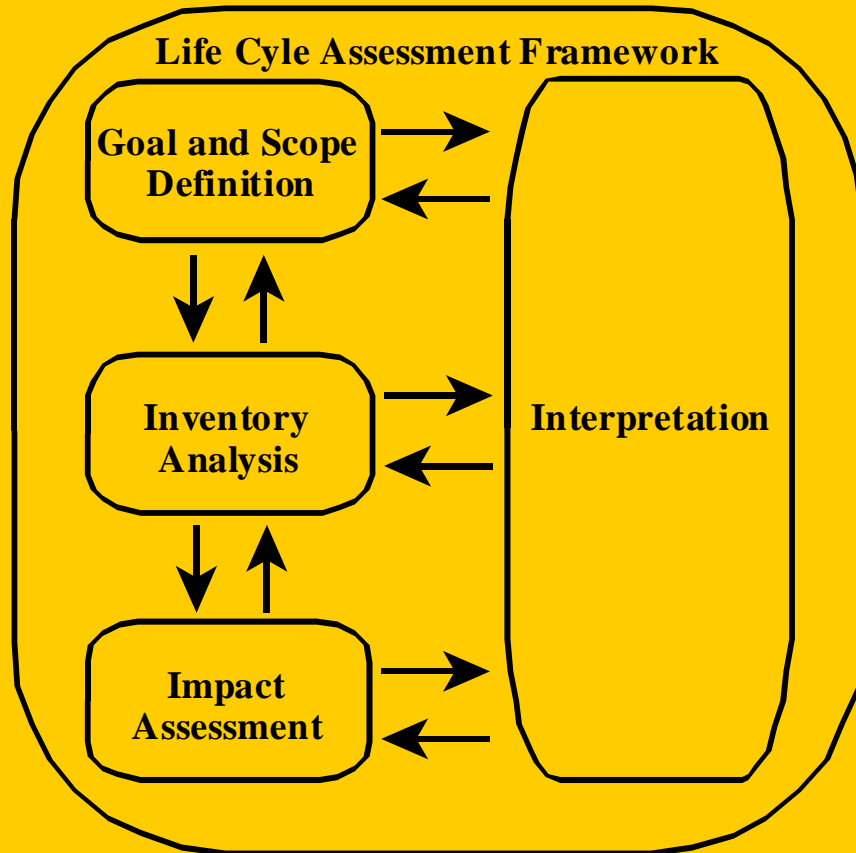 Life Cyle Assessment Framework
Goal and Scope
Definition
Inventory
Analysis
Interpretation
Impact
Assessment